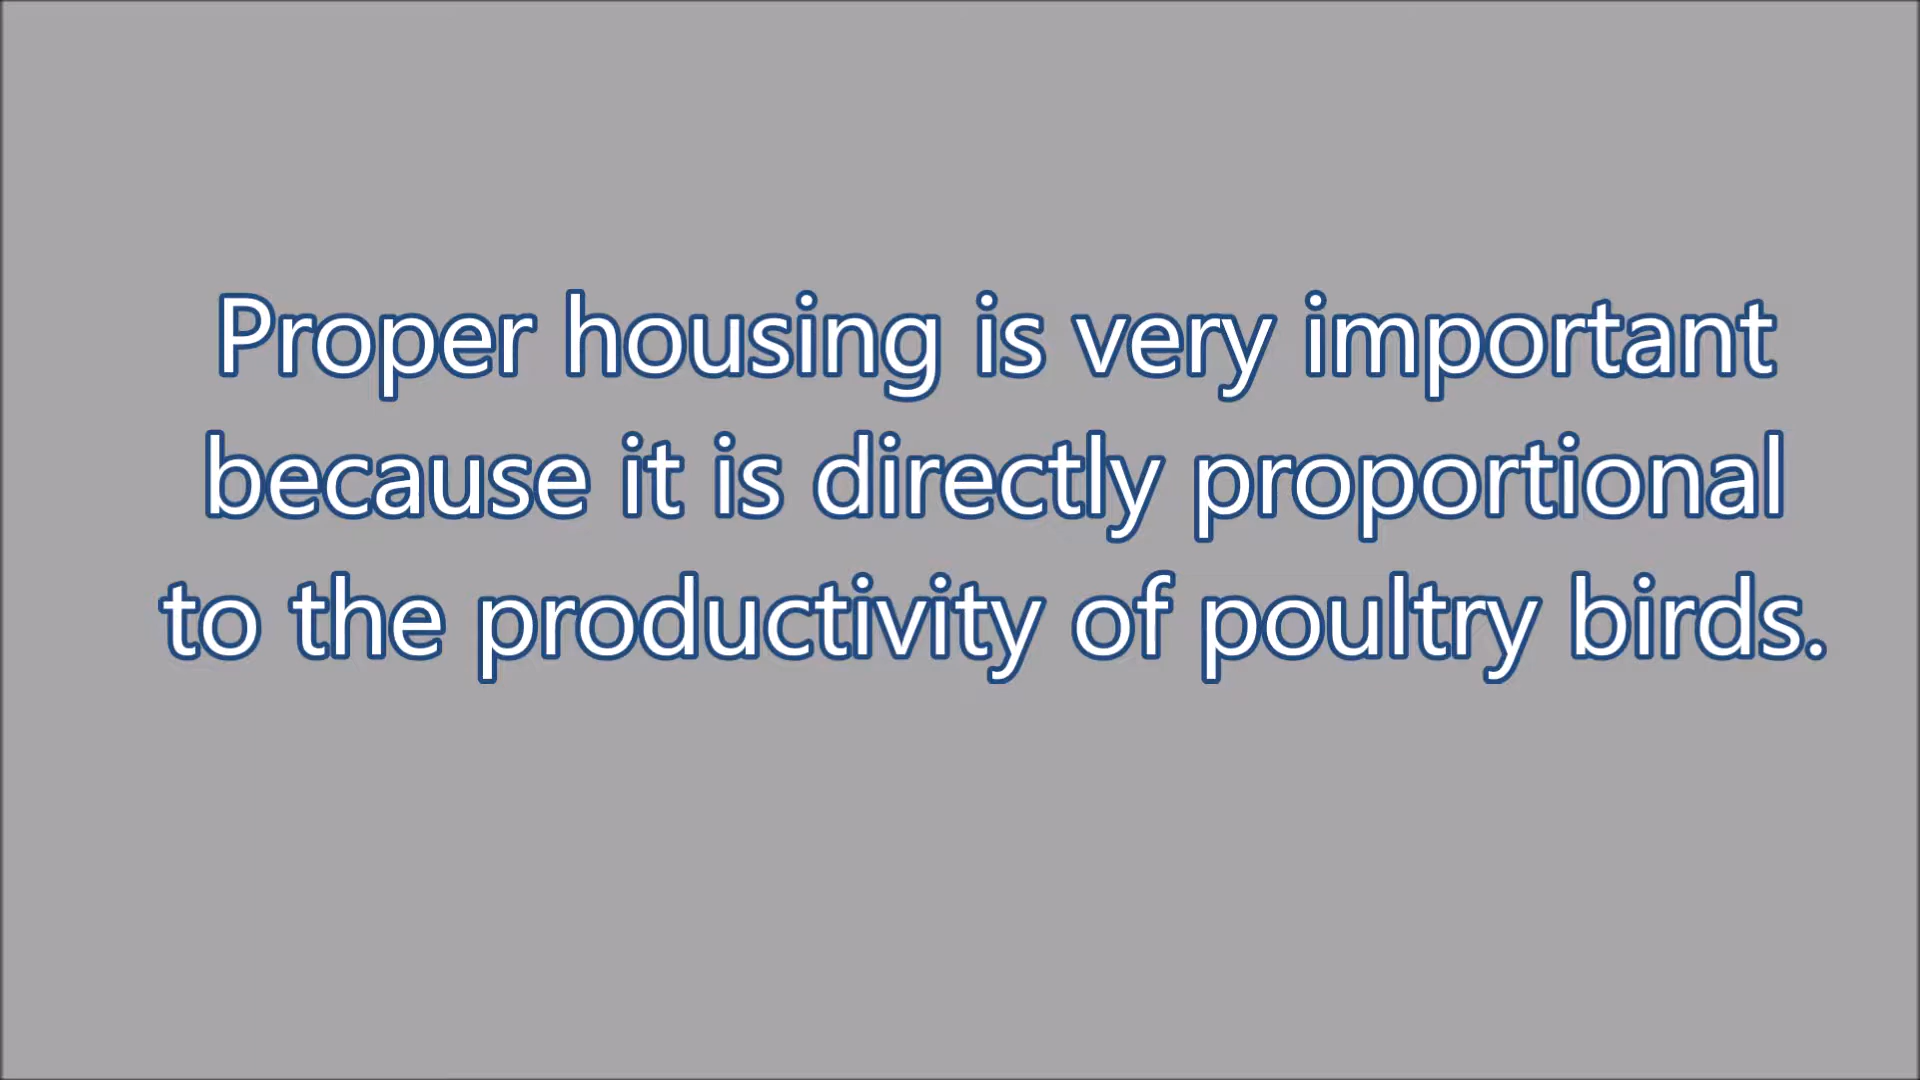 Proper housing is very important
because it is directly proportional
to the productivity of poultry birds.